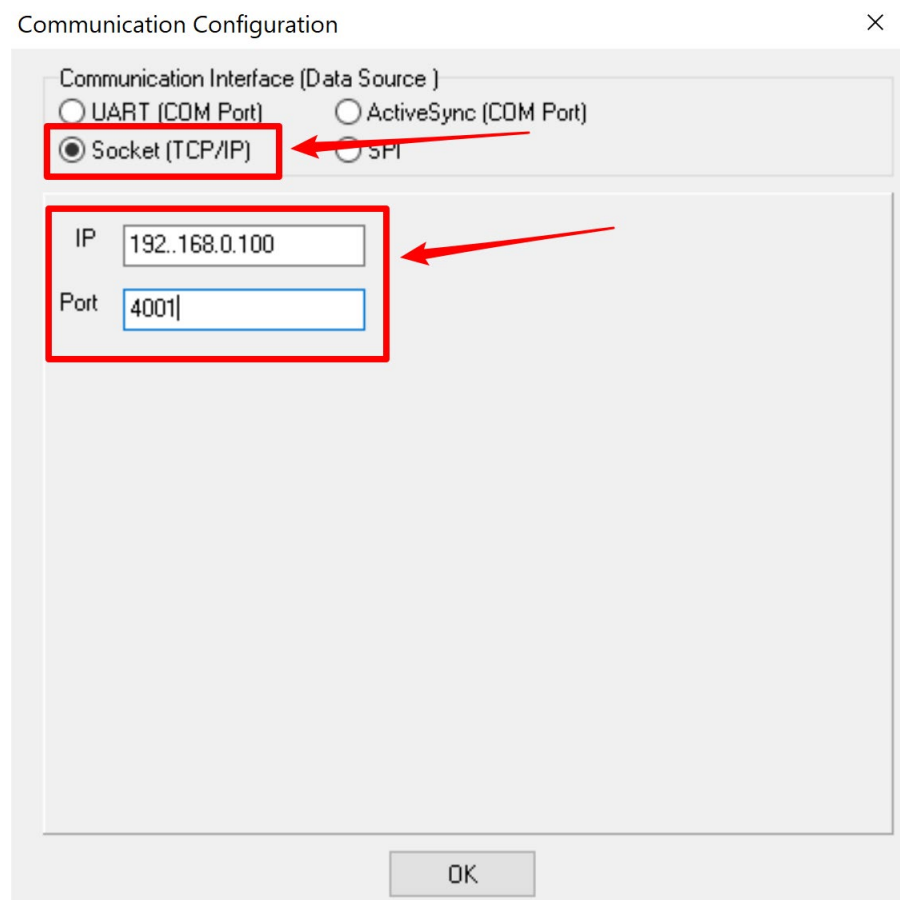 Communication Configuration
Communication Interface (Data Source )
UART (COM Port) ActiveSync (COM Port)
Socket (TCP/IP) SPI
IP 192..168.0.100
Port 4001
OK